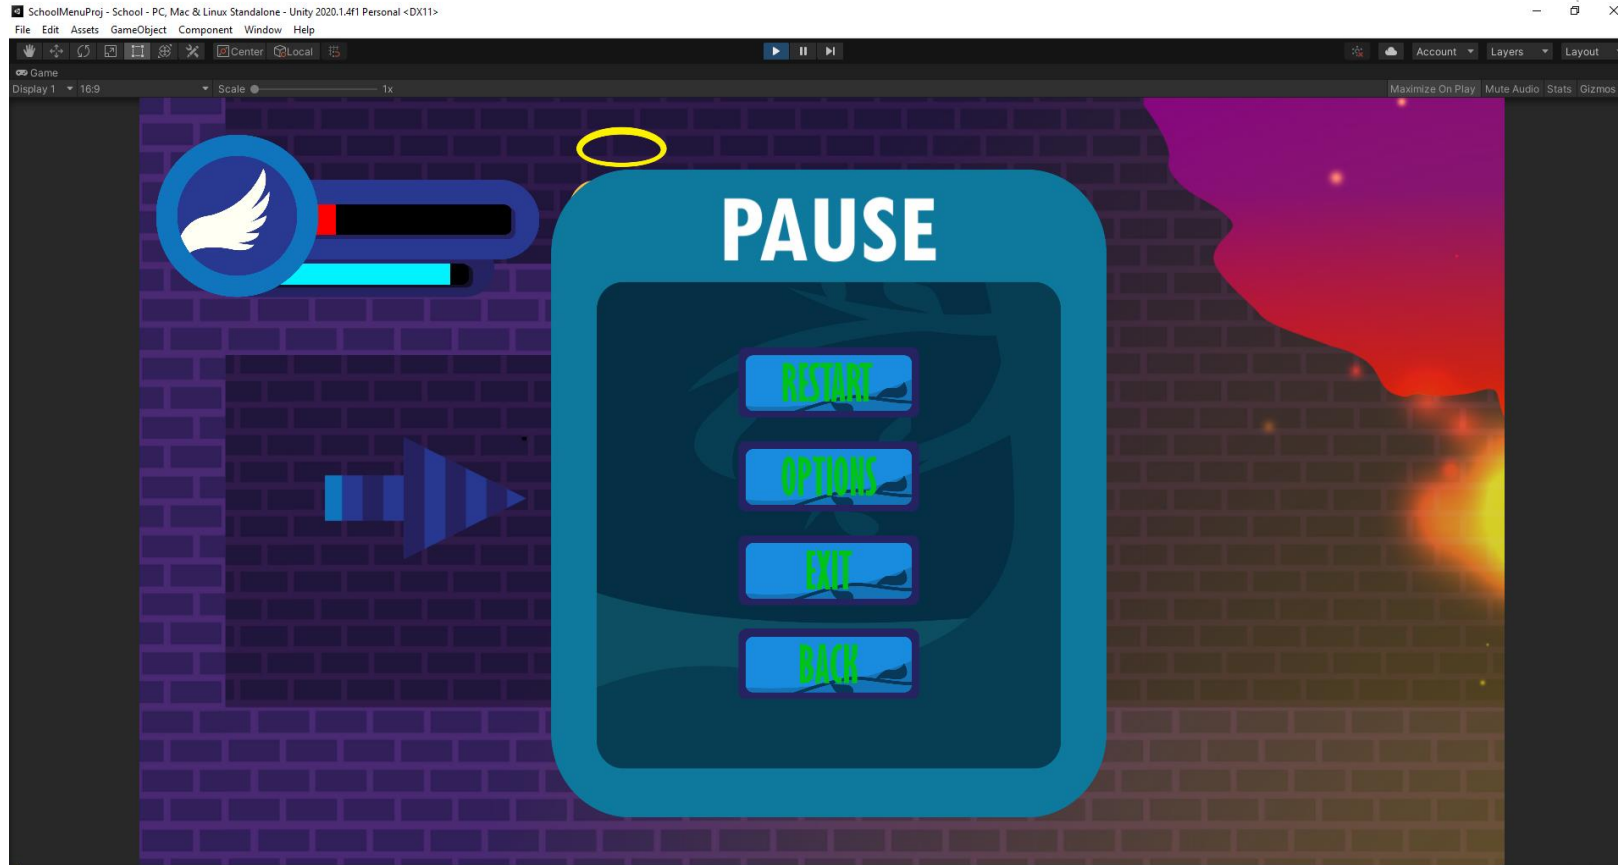 SchoolMenuProj - School - PC, Mac & Linux Standalone - Unity 2020.1.4f1 Personal <DX11>
File Edit Assets GameObject Component Window Help
Center Local Account Layers Layout
Game
Display 1 16:9 Scale 1x Maximize On Play Mute Audio Stats Gizmos
PAUSE
RESTART
OPTIONS
EXIT
BACK